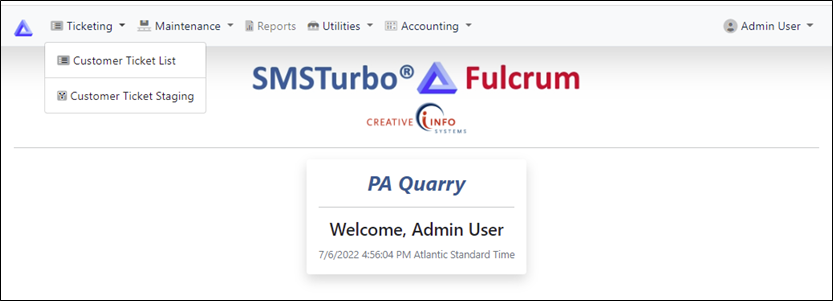 Ticketing Maintenance Reports Utilities Accounting Admin User
Customer Ticket List
Customer Ticket Staging
SMSTurbo® Fulcrum
CREATIVE INFO
SYSTEMS
PA Quarry
Welcome, Admin User
7/6/2022 4:56:04 PM Atlantic Standard Time